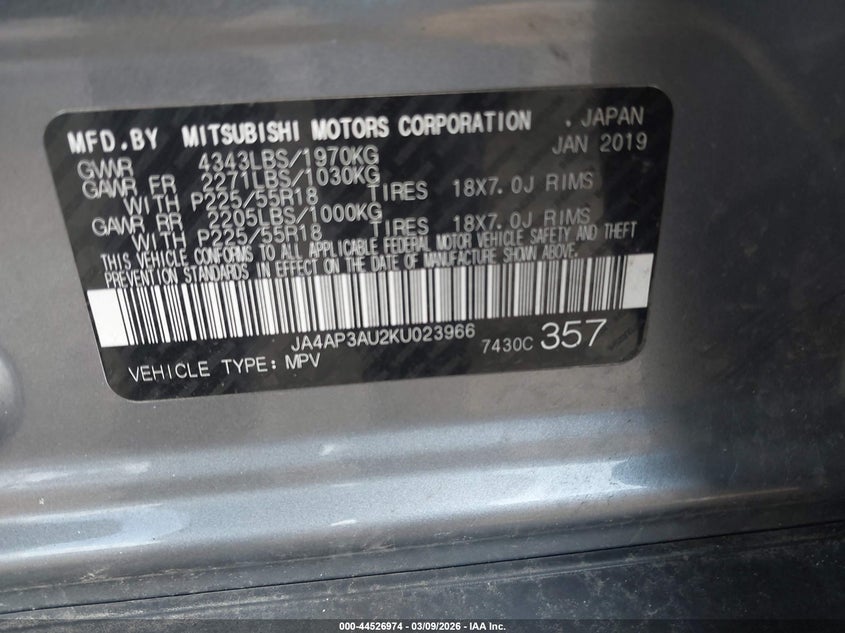 MFD.BY MITSUBISHI MOTORS CORPORATION . JAPAN
GVWR 4343LBS/1970KG JAN 2019
GAWR FR 2271LBS/1030KG
WITH P225/55R18 TIRES 18X7.0J RIMS
GAWR RR 2205LBS/1000KG
WITH P225/55R18 TIRES 18X7.0J RIMS
THIS VEHICLE CONFORMS TO ALL APPLICABLE FEDERAL MOTOR VEHICLE SAFETY AND THEFT
PREVENTION STANDARDS IN EFFECT ON THE DATE OF MANUFACTURE SHOWN ABOVE.
JA4AP3AU2KU023966 7430C 357
VEHICLE TYPE: MPV
000-44526974 | 03/09/2026 - IAA Inc.